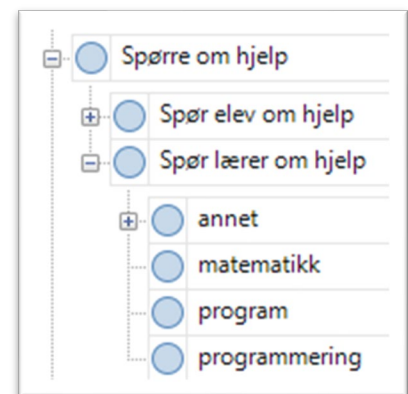 Spørre om hjelp
Spør elev om hjelp
Spør lærer om hjelp
annet
matematikk
program
programmering